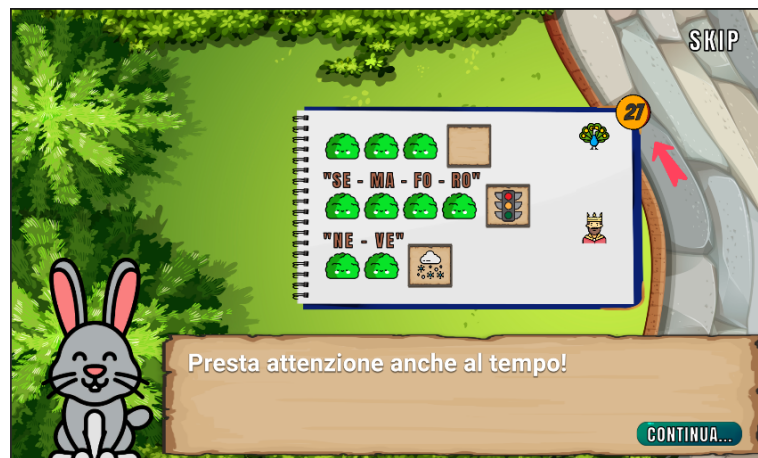 SKIP
27
"SE - MA - FO - RO"
"NE - VE"
Presta attenzione anche al tempo!
CONTINUA...